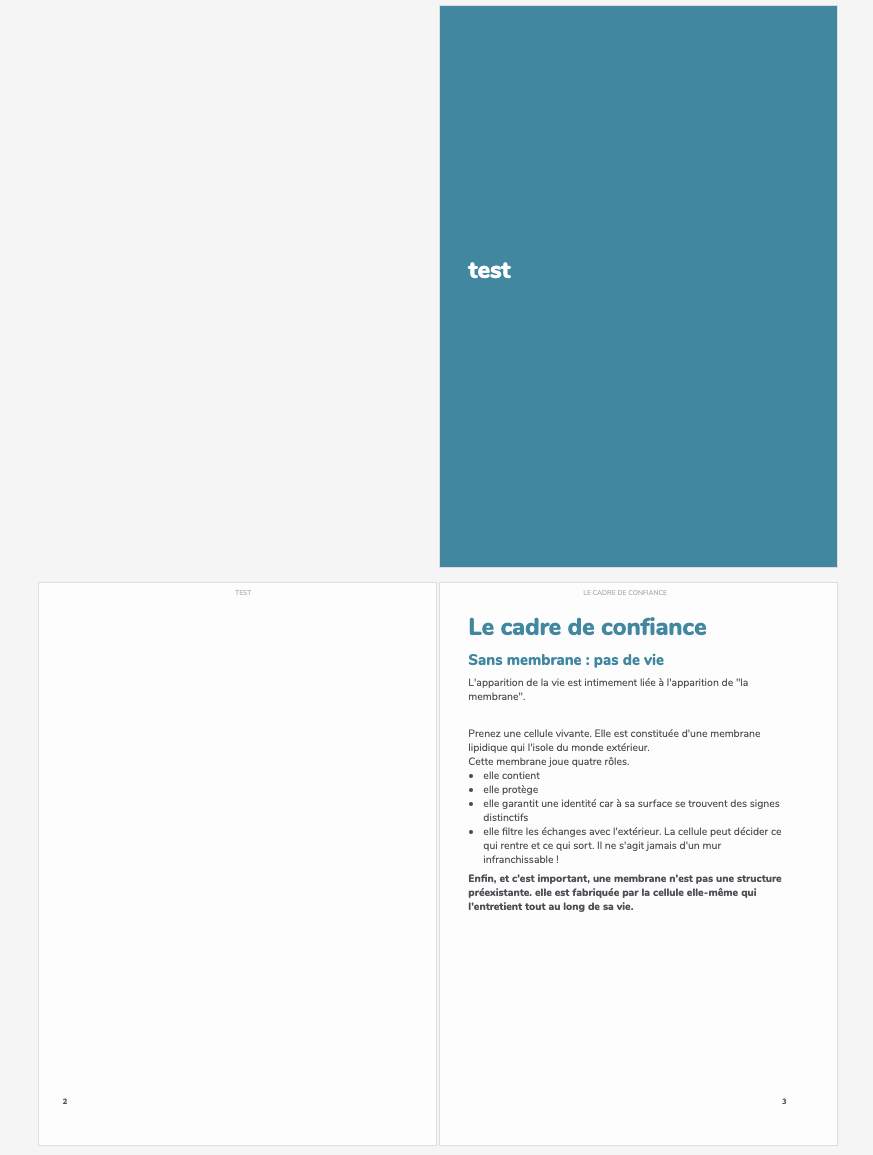 test
TEST
2
LE CADRE DE CONFIANCE
Le cadre de confiance
Sans membrane : pas de vie
L'apparition de la vie est intimement liée à l'apparition de "la
membrane".
Prenez une cellule vivante. Elle est constituée d'une membrane
lipidique qui l'isole du monde extérieur.
Cette membrane joue quatre rôles.
• elle contient
• elle protège
• elle garantit une identité car à sa surface se trouvent des signes
distinctifs
• elle filtre les échanges avec l'extérieur. La cellule peut décider ce
qui rentre et ce qui sort. Il ne s'agit jamais d'un mur
infranchissable !
Enfin, et c'est important, une membrane n'est pas une structure
préexistante. elle est fabriquée par la cellule elle-même qui
l'entretient tout au long de sa vie.
3